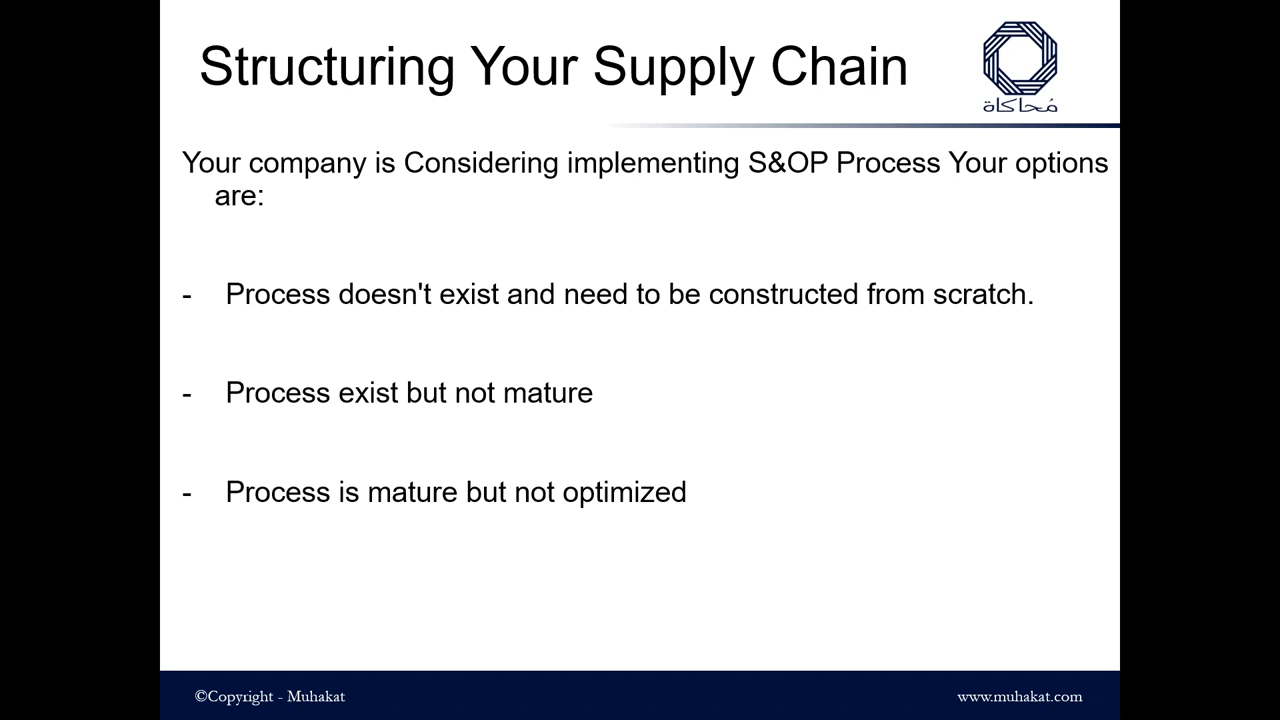 Structuring Your Supply Chain
مُحاكاة
Your company is Considering implementing S&OP Process Your options
are:
- Process doesn't exist and need to be constructed from scratch.
- Process exist but not mature
- Process is mature but not optimized
©Copyright - Muhakat
www.muhakat.com